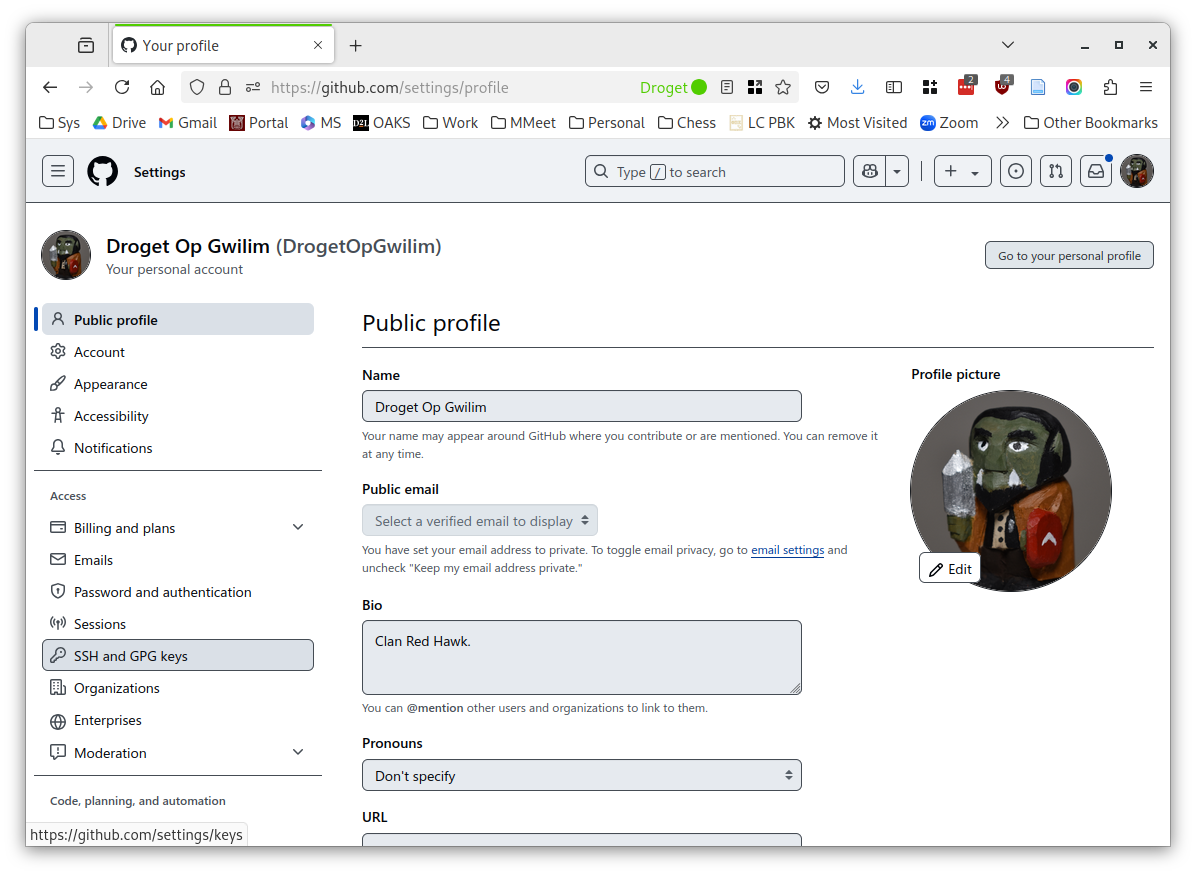 Your profile
https://github.com/settings/profile
Droget
2
4
Sys Drive Gmail Portal MS D2L OAKS Work MMeet Personal Chess LC PBK Most Visited zm Zoom Other Bookmarks
Settings
Type / to search
Droget Op Gwilim (DrogetOpGwilim)
Your personal account
Go to your personal profile
Public profile
Account
Appearance
Accessibility
Notifications
Access
Billing and plans
Emails
Password and authentication
Sessions
SSH and GPG keys
Organizations
Enterprises
Moderation
Code, planning, and automation
https://github.com/settings/keys
Public profile
Name
Droget Op Gwilim
Your name may appear around GitHub where you contribute or are mentioned. You can remove it
at any time.
Public email
Select a verified email to display
You have set your email address to private. To toggle email privacy, go to email settings and
uncheck "Keep my email address private."
Bio
Clan Red Hawk.
You can @mention other users and organizations to link to them.
Pronouns
Don't specify
URL
Profile picture
Edit